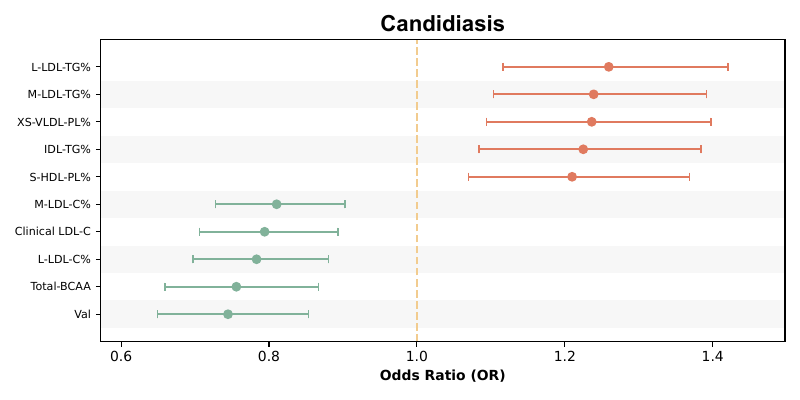 Candidiasis
L-LDL-TG%
M-LDL-TG%
XS-VLDL-PL%
IDL-TG%
S-HDL-PL%
M-LDL-C%
Clinical LDL-C
L-LDL-C%
Total-BCAA
Val
0.6 0.8 1.0 1.2 1.4
Odds Ratio (OR)